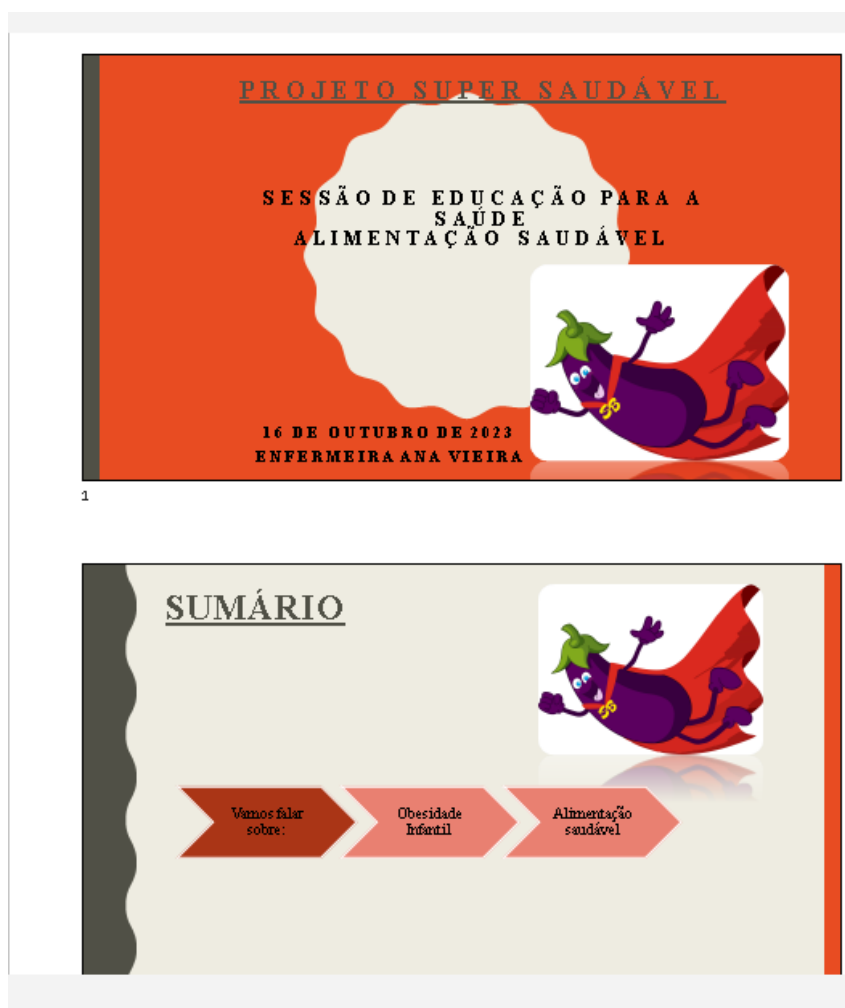 PROJETO SUPER SAUDÁVEL
SESSÃO DE EDUCAÇÃO PARA A
SAÚDE
ALIMENTAÇÃO SAUDÁVEL
16 DE OUTUBRO DE 2023
ENFERMEIRA ANA VIEIRA
1
SUMÁRIO
Vamos falar
sobre:
Obesidade
Infantil
Alimentação
saudável